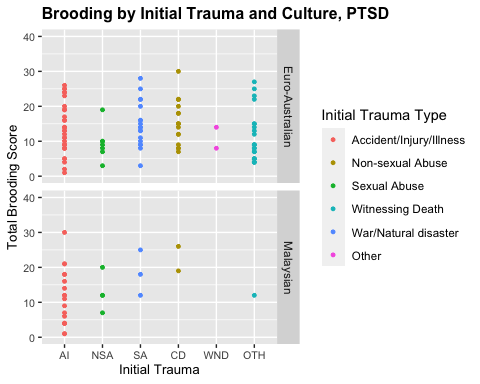 Brooding by Initial Trauma and Culture, PTSD
Total Brooding Score
40
30
20
10
0
Euro-Australian
40
30
20
10
0
Malaysian
AI NSA SA CD WND OTH
Initial Trauma
Initial Trauma Type
Accident/Injury/Illness
Non-sexual Abuse
Sexual Abuse
Witnessing Death
War/Natural disaster
Other